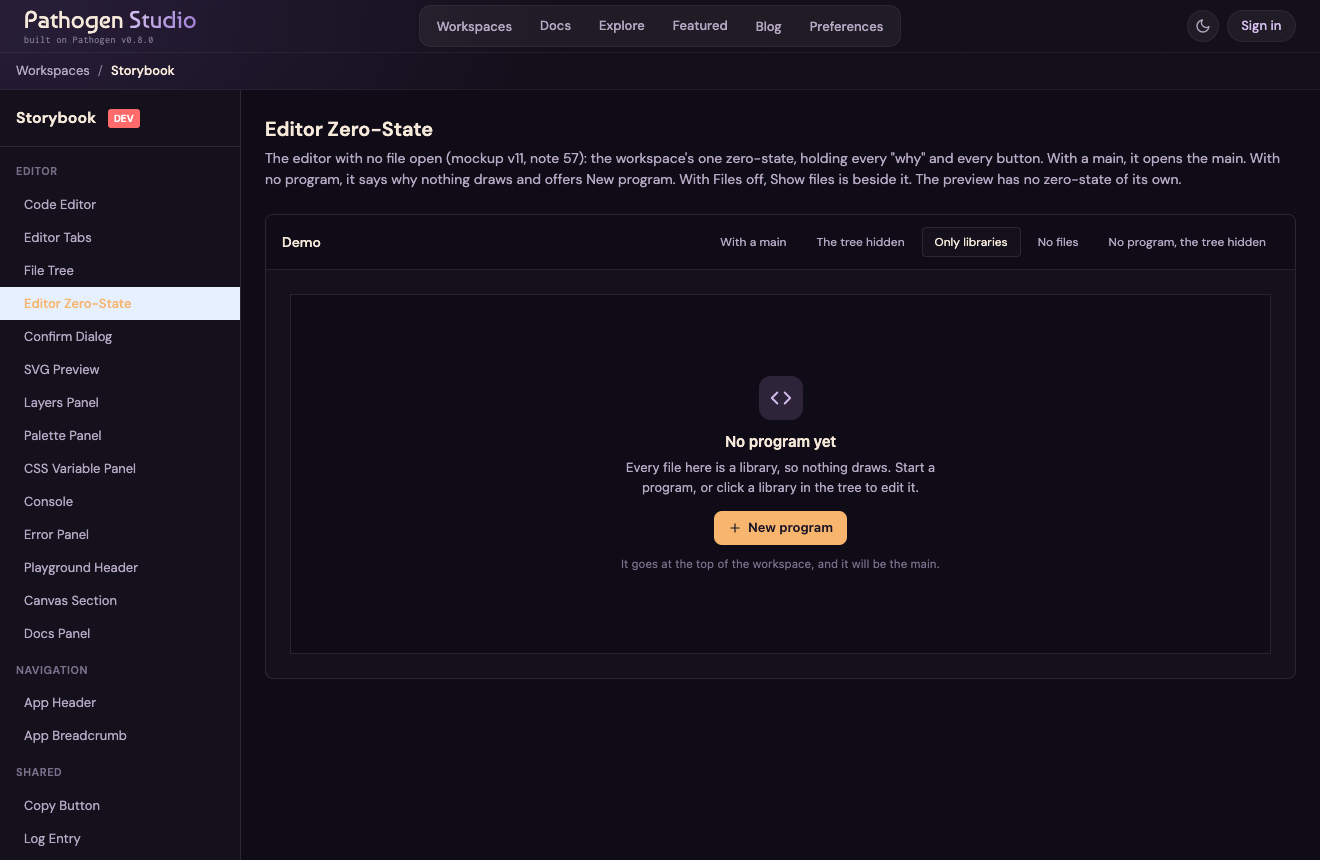 Pathogen Studio
built on Pathogen v0.8.0
Workspaces
Docs
Explore
Featured
Blog
Preferences
Sign in
Workspaces / Storybook
Storybook DEV
EDITOR
Code Editor
Editor Tabs
File Tree
Editor Zero-State
Confirm Dialog
SVG Preview
Layers Panel
Palette Panel
CSS Variable Panel
Console
Error Panel
Playground Header
Canvas Section
Docs Panel
NAVIGATION
App Header
App Breadcrumb
SHARED
Copy Button
Log Entry
Editor Zero-State
The editor with no file open (mockup v11, note 57): the workspace's one zero-state, holding every "why" and every button. With a main, it opens the main. With
no program, it says why nothing draws and offers New program. With Files off, Show files is beside it. The preview has no zero-state of its own.
Demo
With a main
The tree hidden
Only libraries
No files
No program, the tree hidden
No program yet
Every file here is a library, so nothing draws. Start a
program, or click a library in the tree to edit it.
+ New program
It goes at the top of the workspace, and it will be the main.